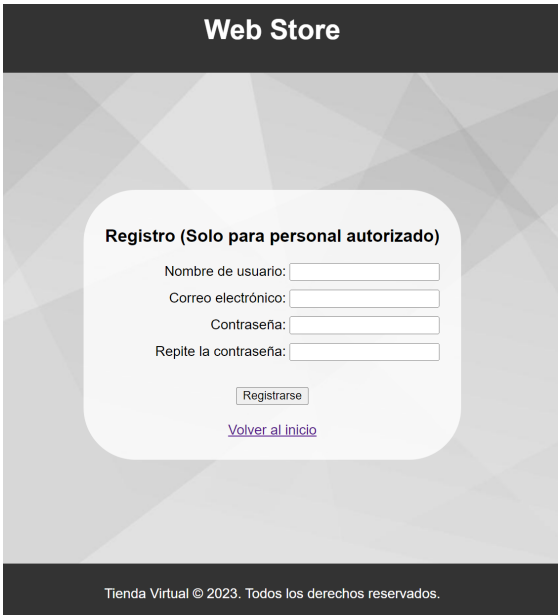 Web Store
Registro (Solo para personal autorizado)
Nombre de usuario:
Correo electrónico:
Contraseña:
Repite la contraseña:
Registrarse
Volver al inicio
Tienda Virtual © 2023. Todos los derechos reservados.